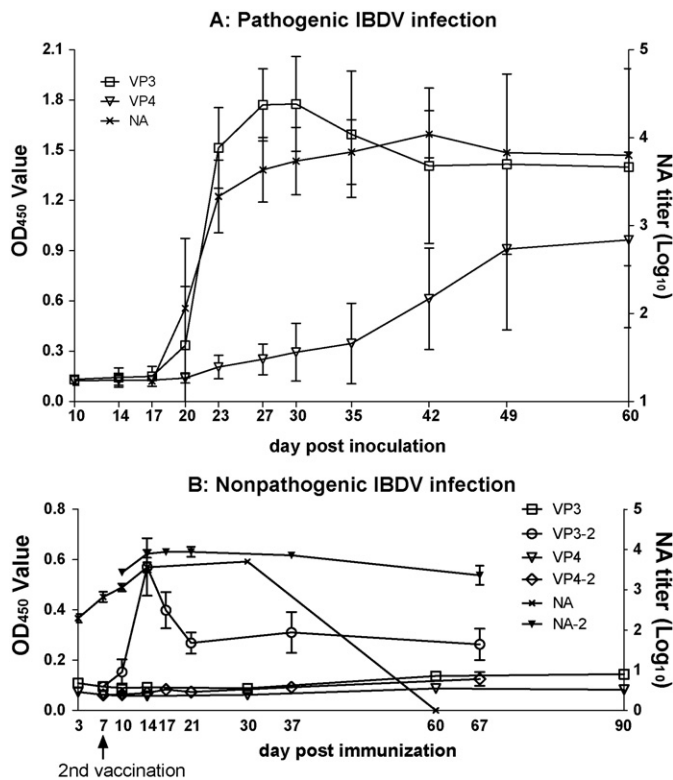 A: Pathogenic IBDV infection
2.1
1.8
1.5
1.2
0.9
0.6
0.3
0.0
OD450 Value
VP3
VP4
NA
5
4
3
2
1
NA titer (Log10)
10 14 17 20 23 27 30 35 42 49 60
day post inoculation
B: Nonpathogenic IBDV infection
0.8
0.6
0.4
0.2
0.0
OD450 Value
VP3
VP3-2
VP4
VP4-2
NA
NA-2
5
4
3
2
1
0
NA titer (Log10)
3 7 10 14 17 21 30 37 60 67 90
day post immunization
2nd vaccination